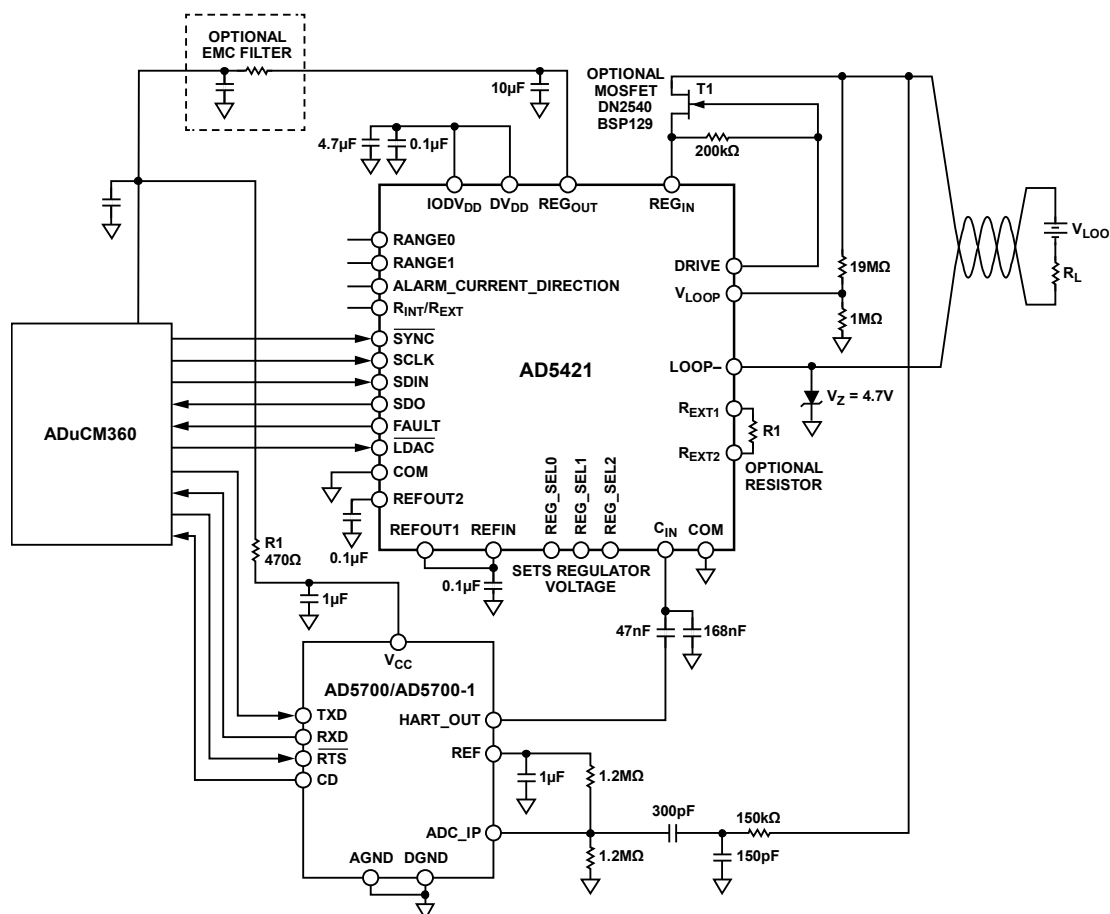 OPTIONAL
EMC FILTER
10µF
OPTIONAL
MOSFET
DN2540
BSP129
T1
200kΩ
4.7µF
0.1µF
IODVDD
DVDD
REGOUT
REGIN
RANGE0
RANGE1
ALARM_CURRENT_DIRECTION
RINT/REXT
SYNC
SCLK
SDIN
SDO
FAULT
LDAC
COM
REFOUT2
AD5421
DRIVE
VLOOP
LOOP–
REXT1
REXT2
19MΩ
1MΩ
VLOO
RL
VZ = 4.7V
R1
OPTIONAL
RESISTOR
ADuCM360
REFOUT1
REFIN
REG_SEL0
REG_SEL1
REG_SEL2
CIN
COM
SETS REGULATOR
VOLTAGE
0.1µF
0.1µF
R1
470Ω
1µF
47nF
168nF
VCC
AD5700/AD5700-1
TXD
RXD
RTS
CD
HART_OUT
REF
ADC_IP
AGND
DGND
1µF
1.2MΩ
1.2MΩ
300pF
150kΩ
150pF